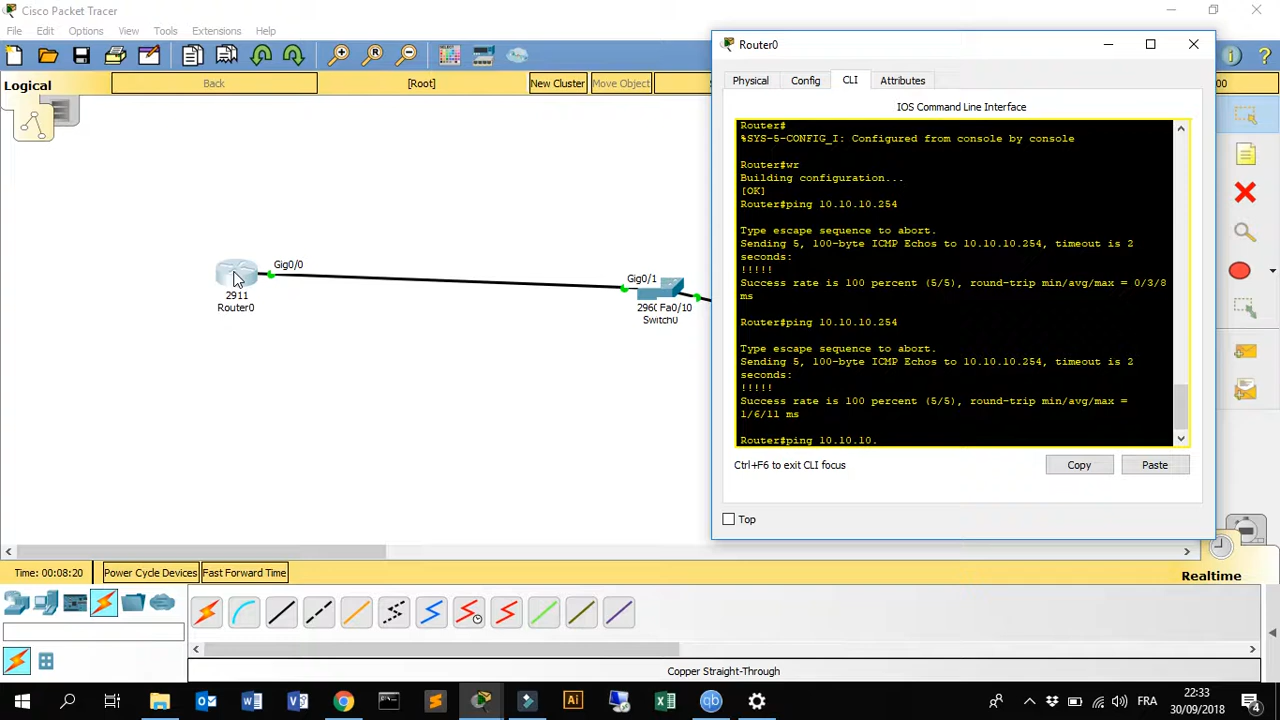 Cisco Packet Tracer
File Edit Options View Tools Extensions Help
Logical Back [Root] New Cluster Move Object
Router0
Physical Config CLI Attributes
IOS Command Line Interface
Router#
%SYS-5-CONFIG_I: Configured from console by console
Router#wr
Building configuration...
[OK]
Router#ping 10.10.10.254
Type escape sequence to abort.
Sending 5, 100-byte ICMP Echos to 10.10.10.254, timeout is 2
seconds:
!!!!!
Success rate is 100 percent (5/5), round-trip min/avg/max = 0/3/8
ms
Router#ping 10.10.10.254
Type escape sequence to abort.
Sending 5, 100-byte ICMP Echos to 10.10.10.254, timeout is 2
seconds:
!!!!!
Success rate is 100 percent (5/5), round-trip min/avg/max =
1/6/11 ms
Router#ping 10.10.10.
Ctrl+F6 to exit CLI focus
Copy Paste
Top
Gig0/0
2911
Router0
Gig0/1
Fa0/10
Switch0
Time: 00:08:20 Power Cycle Devices Fast Forward Time
Realtime
Copper Straight-Through
FRA
22:33
30/09/2018